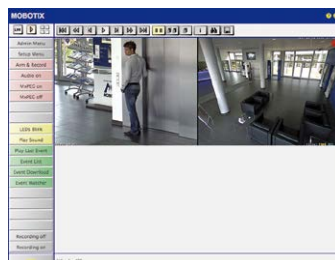 MOBOTIX
Admin Menu
Setup Menu
Arm & Record
Audio on
MxPEG on
MxPEG off
LEDs Blink
Play Sound
Play Last Event
Event List
Event Download
Event Watcher
Recording off
Recording on